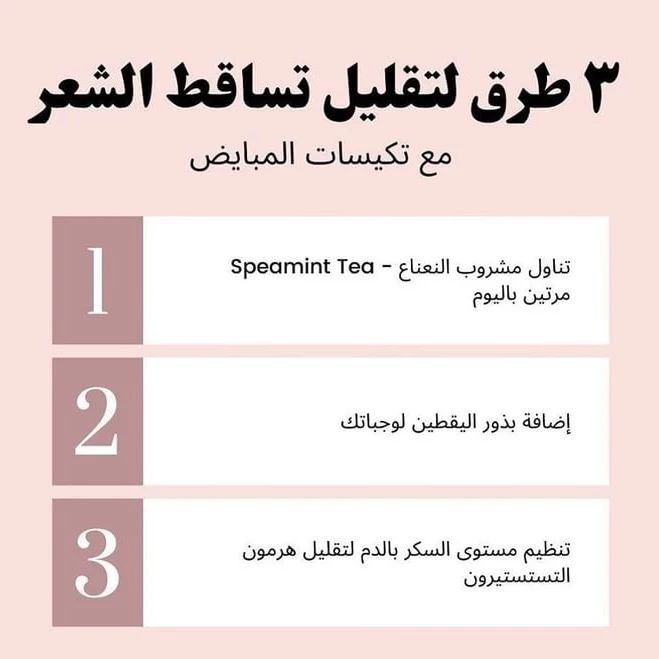 ٣ طرق لتقليل تساقط الشعر
مع تكيسات المبايض
1
تناول مشروب النعناع - Speamint Tea
مرتين باليوم
2
إضافة بذور اليقطين لوجباتك
3
تنظيم مستوى السكر بالدم لتقليل هرمون
التستستيرون